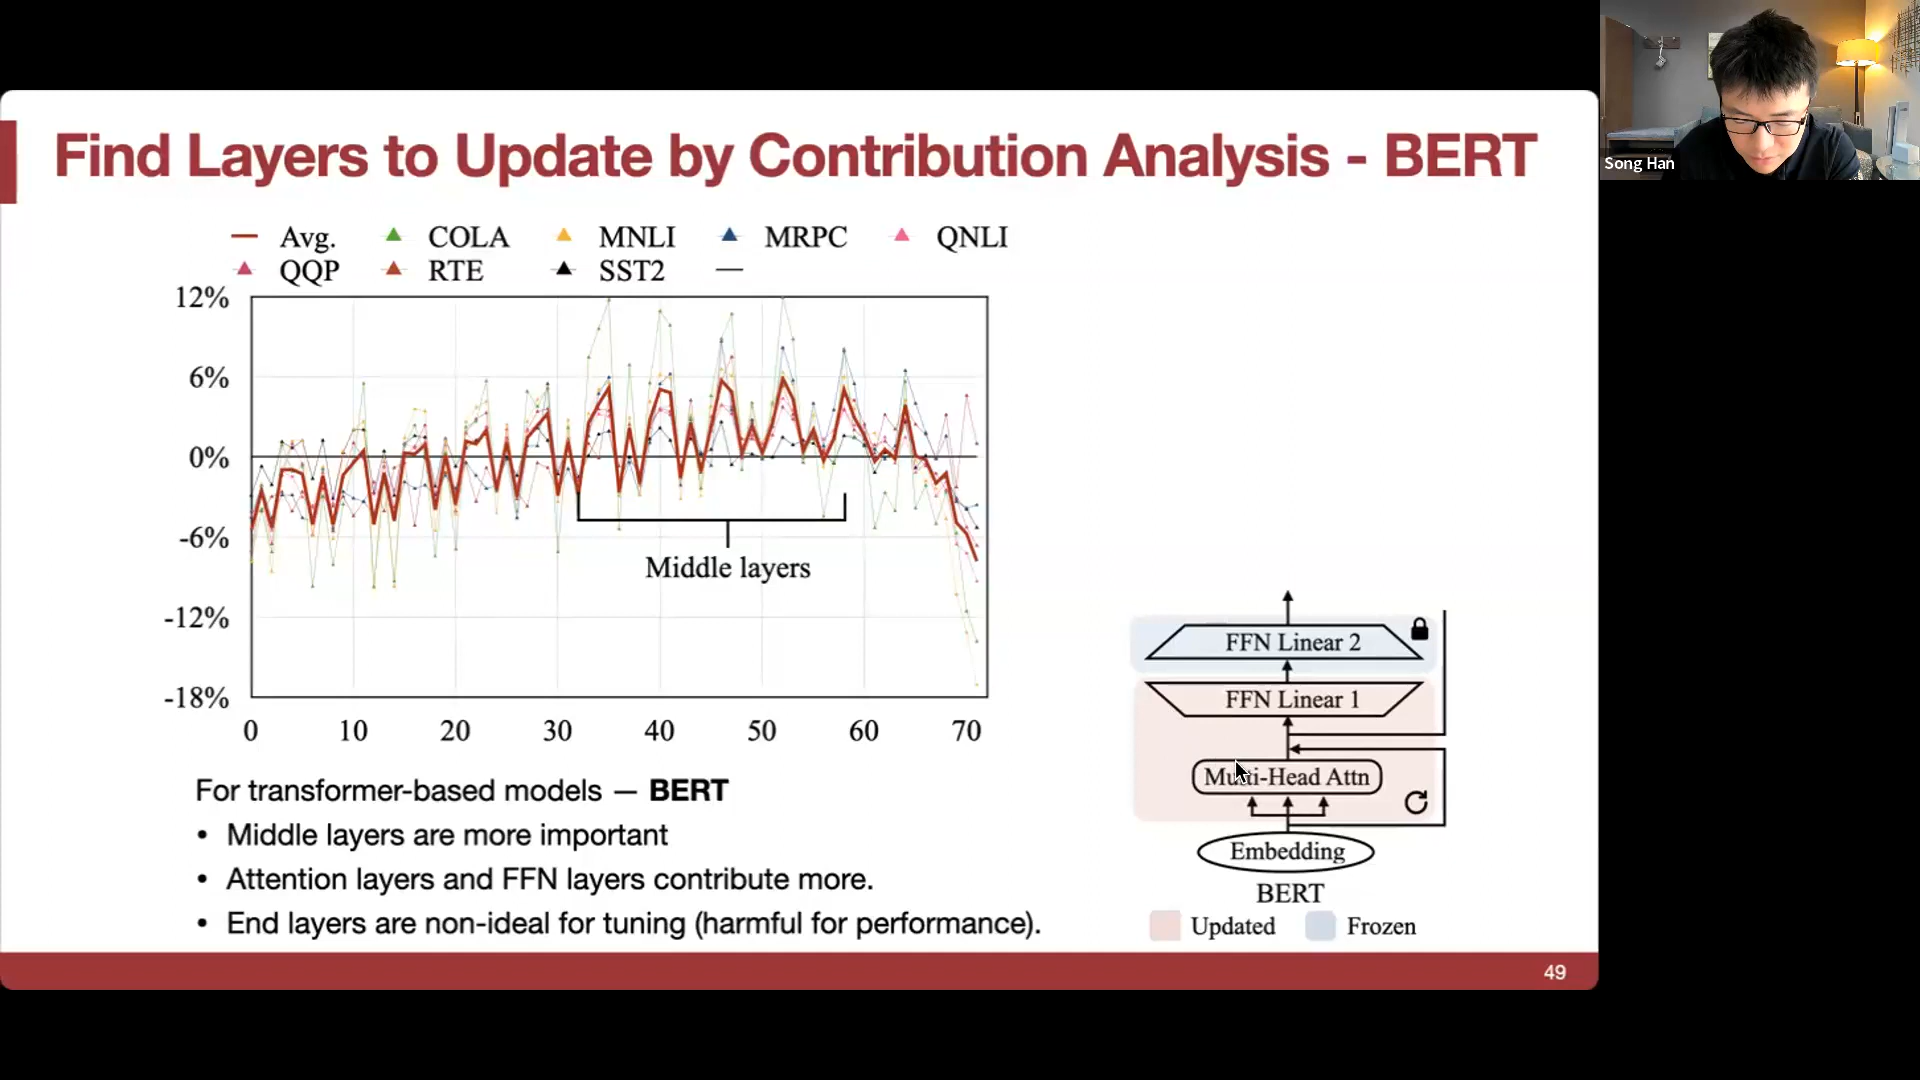 Find Layers to Update by Contribution Analysis - BERT
Song Han
Avg. COLA MNLI MRPC QNLI
QQP RTE SST2
12%
6%
0%
-6%
-12%
-18%
0 10 20 30 40 50 60 70
Middle layers
For transformer-based models — BERT
• Middle layers are more important
• Attention layers and FFN layers contribute more.
• End layers are non-ideal for tuning (harmful for performance).
FFN Linear 2
FFN Linear 1
Multi-Head Attn
Embedding
BERT
Updated Frozen
49